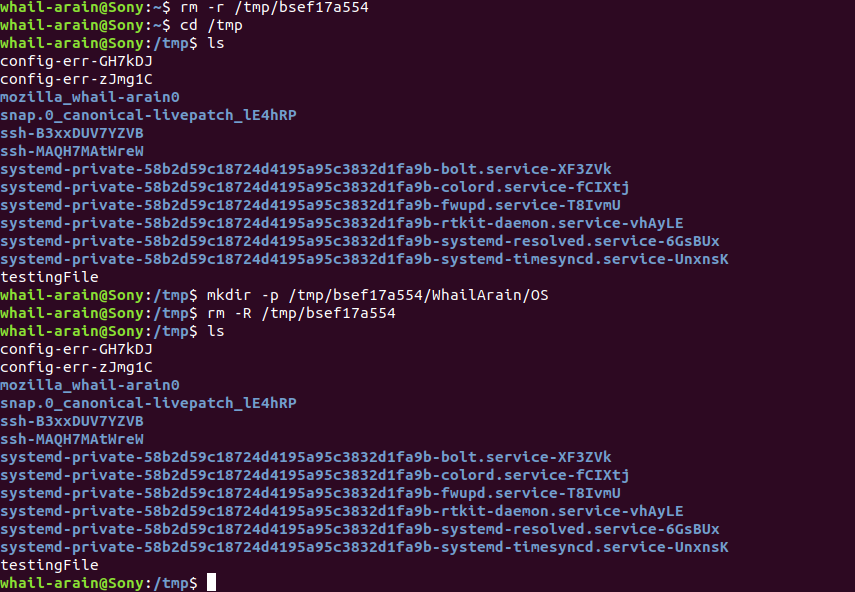 whail-arain@Sony:~$ rm -r /tmp/bsef17a554
whail-arain@Sony:~$ cd /tmp
whail-arain@Sony:/tmp$ ls
config-err-GH7kDJ
config-err-zJmg1C
mozilla_whail-arain0
snap.0_canonical-livepatch_lE4hRP
ssh-B3xxDUV7YZVB
ssh-MAQH7MAtWreW
systemd-private-58b2d59c18724d4195a95c3832d1fa9b-bolt.service-XF3ZVk
systemd-private-58b2d59c18724d4195a95c3832d1fa9b-colord.service-fCIXtj
systemd-private-58b2d59c18724d4195a95c3832d1fa9b-fwupd.service-T8IvmU
systemd-private-58b2d59c18724d4195a95c3832d1fa9b-rtkit-daemon.service-vhAyLE
systemd-private-58b2d59c18724d4195a95c3832d1fa9b-systemd-resolved.service-6GsBUx
systemd-private-58b2d59c18724d4195a95c3832d1fa9b-systemd-timesyncd.service-UnxnsK
testingFile
whail-arain@Sony:/tmp$ mkdir -p /tmp/bsef17a554/WhailArain/OS
whail-arain@Sony:/tmp$ rm -R /tmp/bsef17a554
whail-arain@Sony:/tmp$ ls
config-err-GH7kDJ
config-err-zJmg1C
mozilla_whail-arain0
snap.0_canonical-livepatch_lE4hRP
ssh-B3xxDUV7YZVB
ssh-MAQH7MAtWreW
systemd-private-58b2d59c18724d4195a95c3832d1fa9b-bolt.service-XF3ZVk
systemd-private-58b2d59c18724d4195a95c3832d1fa9b-colord.service-fCIXtj
systemd-private-58b2d59c18724d4195a95c3832d1fa9b-fwupd.service-T8IvmU
systemd-private-58b2d59c18724d4195a95c3832d1fa9b-rtkit-daemon.service-vhAyLE
systemd-private-58b2d59c18724d4195a95c3832d1fa9b-systemd-resolved.service-6GsBUx
systemd-private-58b2d59c18724d4195a95c3832d1fa9b-systemd-timesyncd.service-UnxnsK
testingFile
whail-arain@Sony:/tmp$